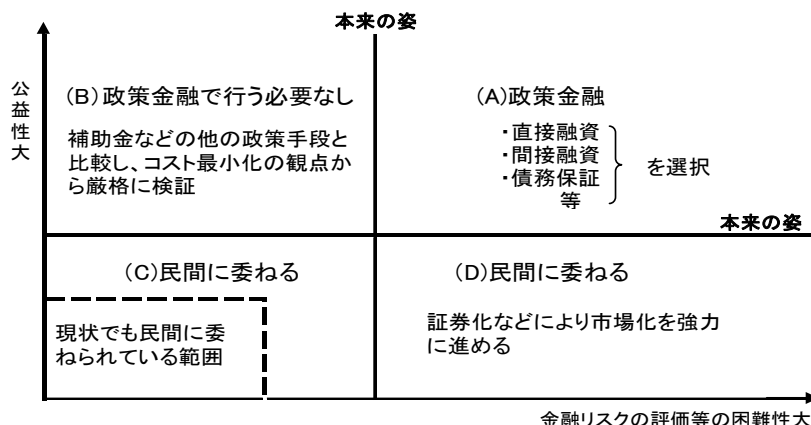 本来の姿
公益性大
(B)政策金融で行う必要なし
補助金などの他の政策手段と
比較し、コスト最小化の観点か
ら厳格に検証
(A)政策金融
・直接融資
・間接融資
・債務保証
等
を選択
本来の姿
(C)民間に委ねる
現状でも民間に委
ねられている範囲
(D)民間に委ねる
証券化などにより市場化を強力
に進める
金融リスクの評価等の困難性大